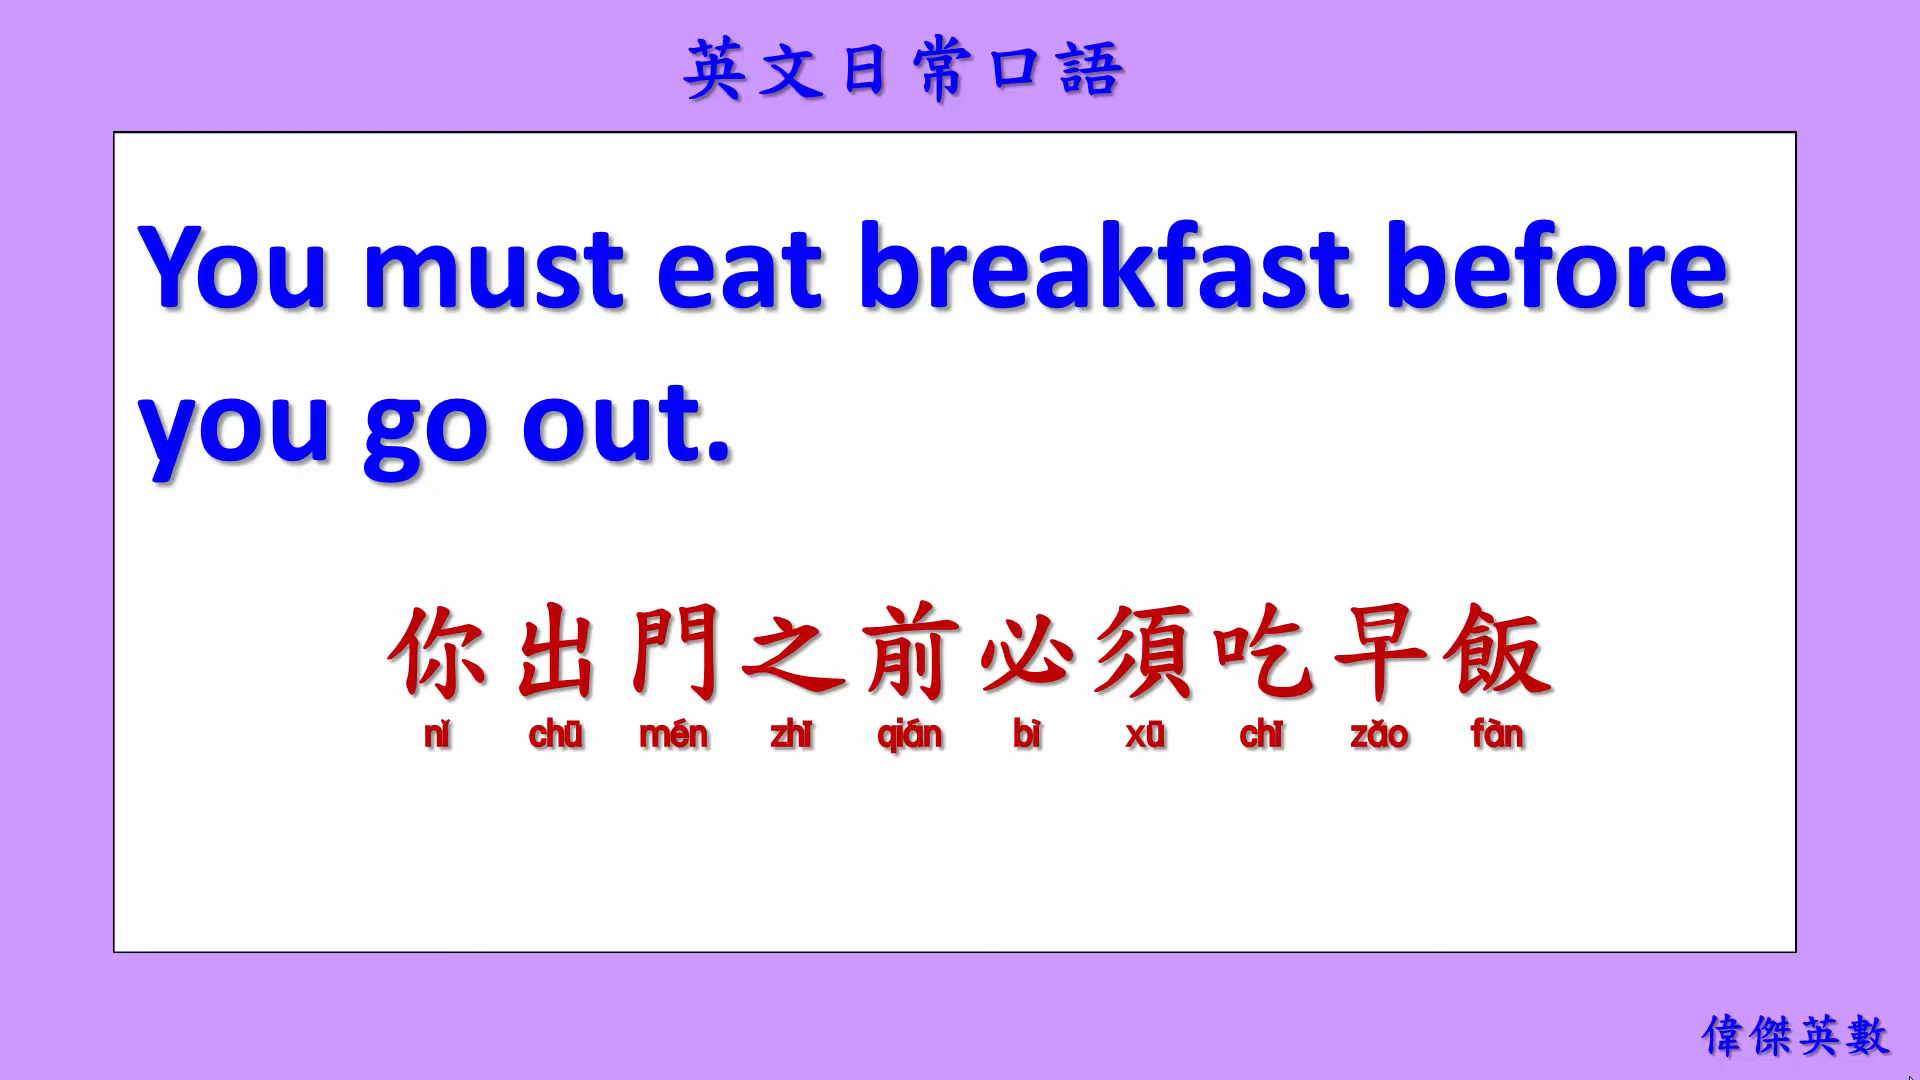 英文日常口語
You must eat breakfast before
you go out.
你出門之前必須吃早飯
nǐ chū mén zhī qián bì xū chī zǎo fàn
偉傑英數